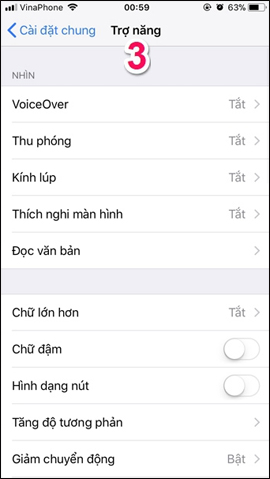 VinaPhone 00:59 63%
Cài đặt chung Trợ năng
3
NHÌN
VoiceOver Tắt
Thu phóng Tắt
Kính lúp Tắt
Thích nghi màn hình Tắt
Đọc văn bản
Chữ lớn hơn Tắt
Chữ đậm
Hình dạng nút
Tăng độ tương phản
Giảm chuyển động Bật